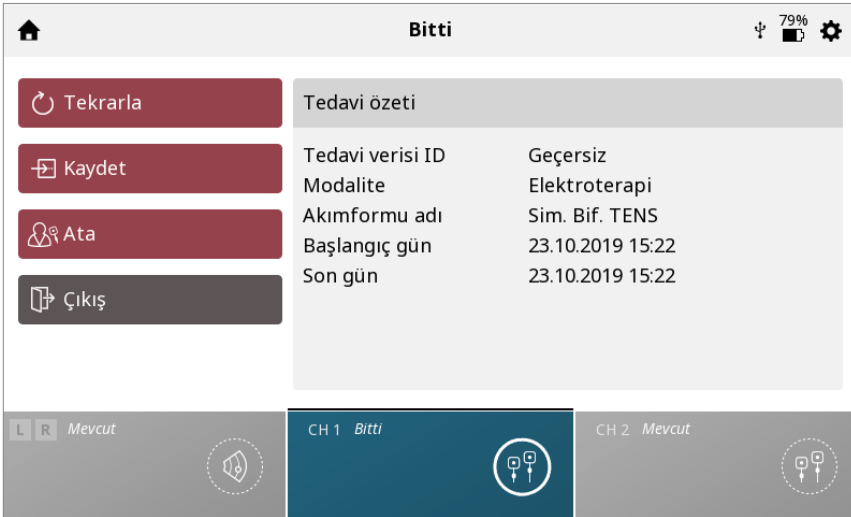 Bitti
79%
Tekrarla
Kaydet
Ata
Çıkış
Tedavi özeti
Tedavi verisi ID Geçersiz
Modalite Elektroterapi
Akımformu adı Sim. Bif. TENS
Başlangıç gün 23.10.2019 15:22
Son gün 23.10.2019 15:22
L R Mevcut
CH 1 Bitti
CH 2 Mevcut